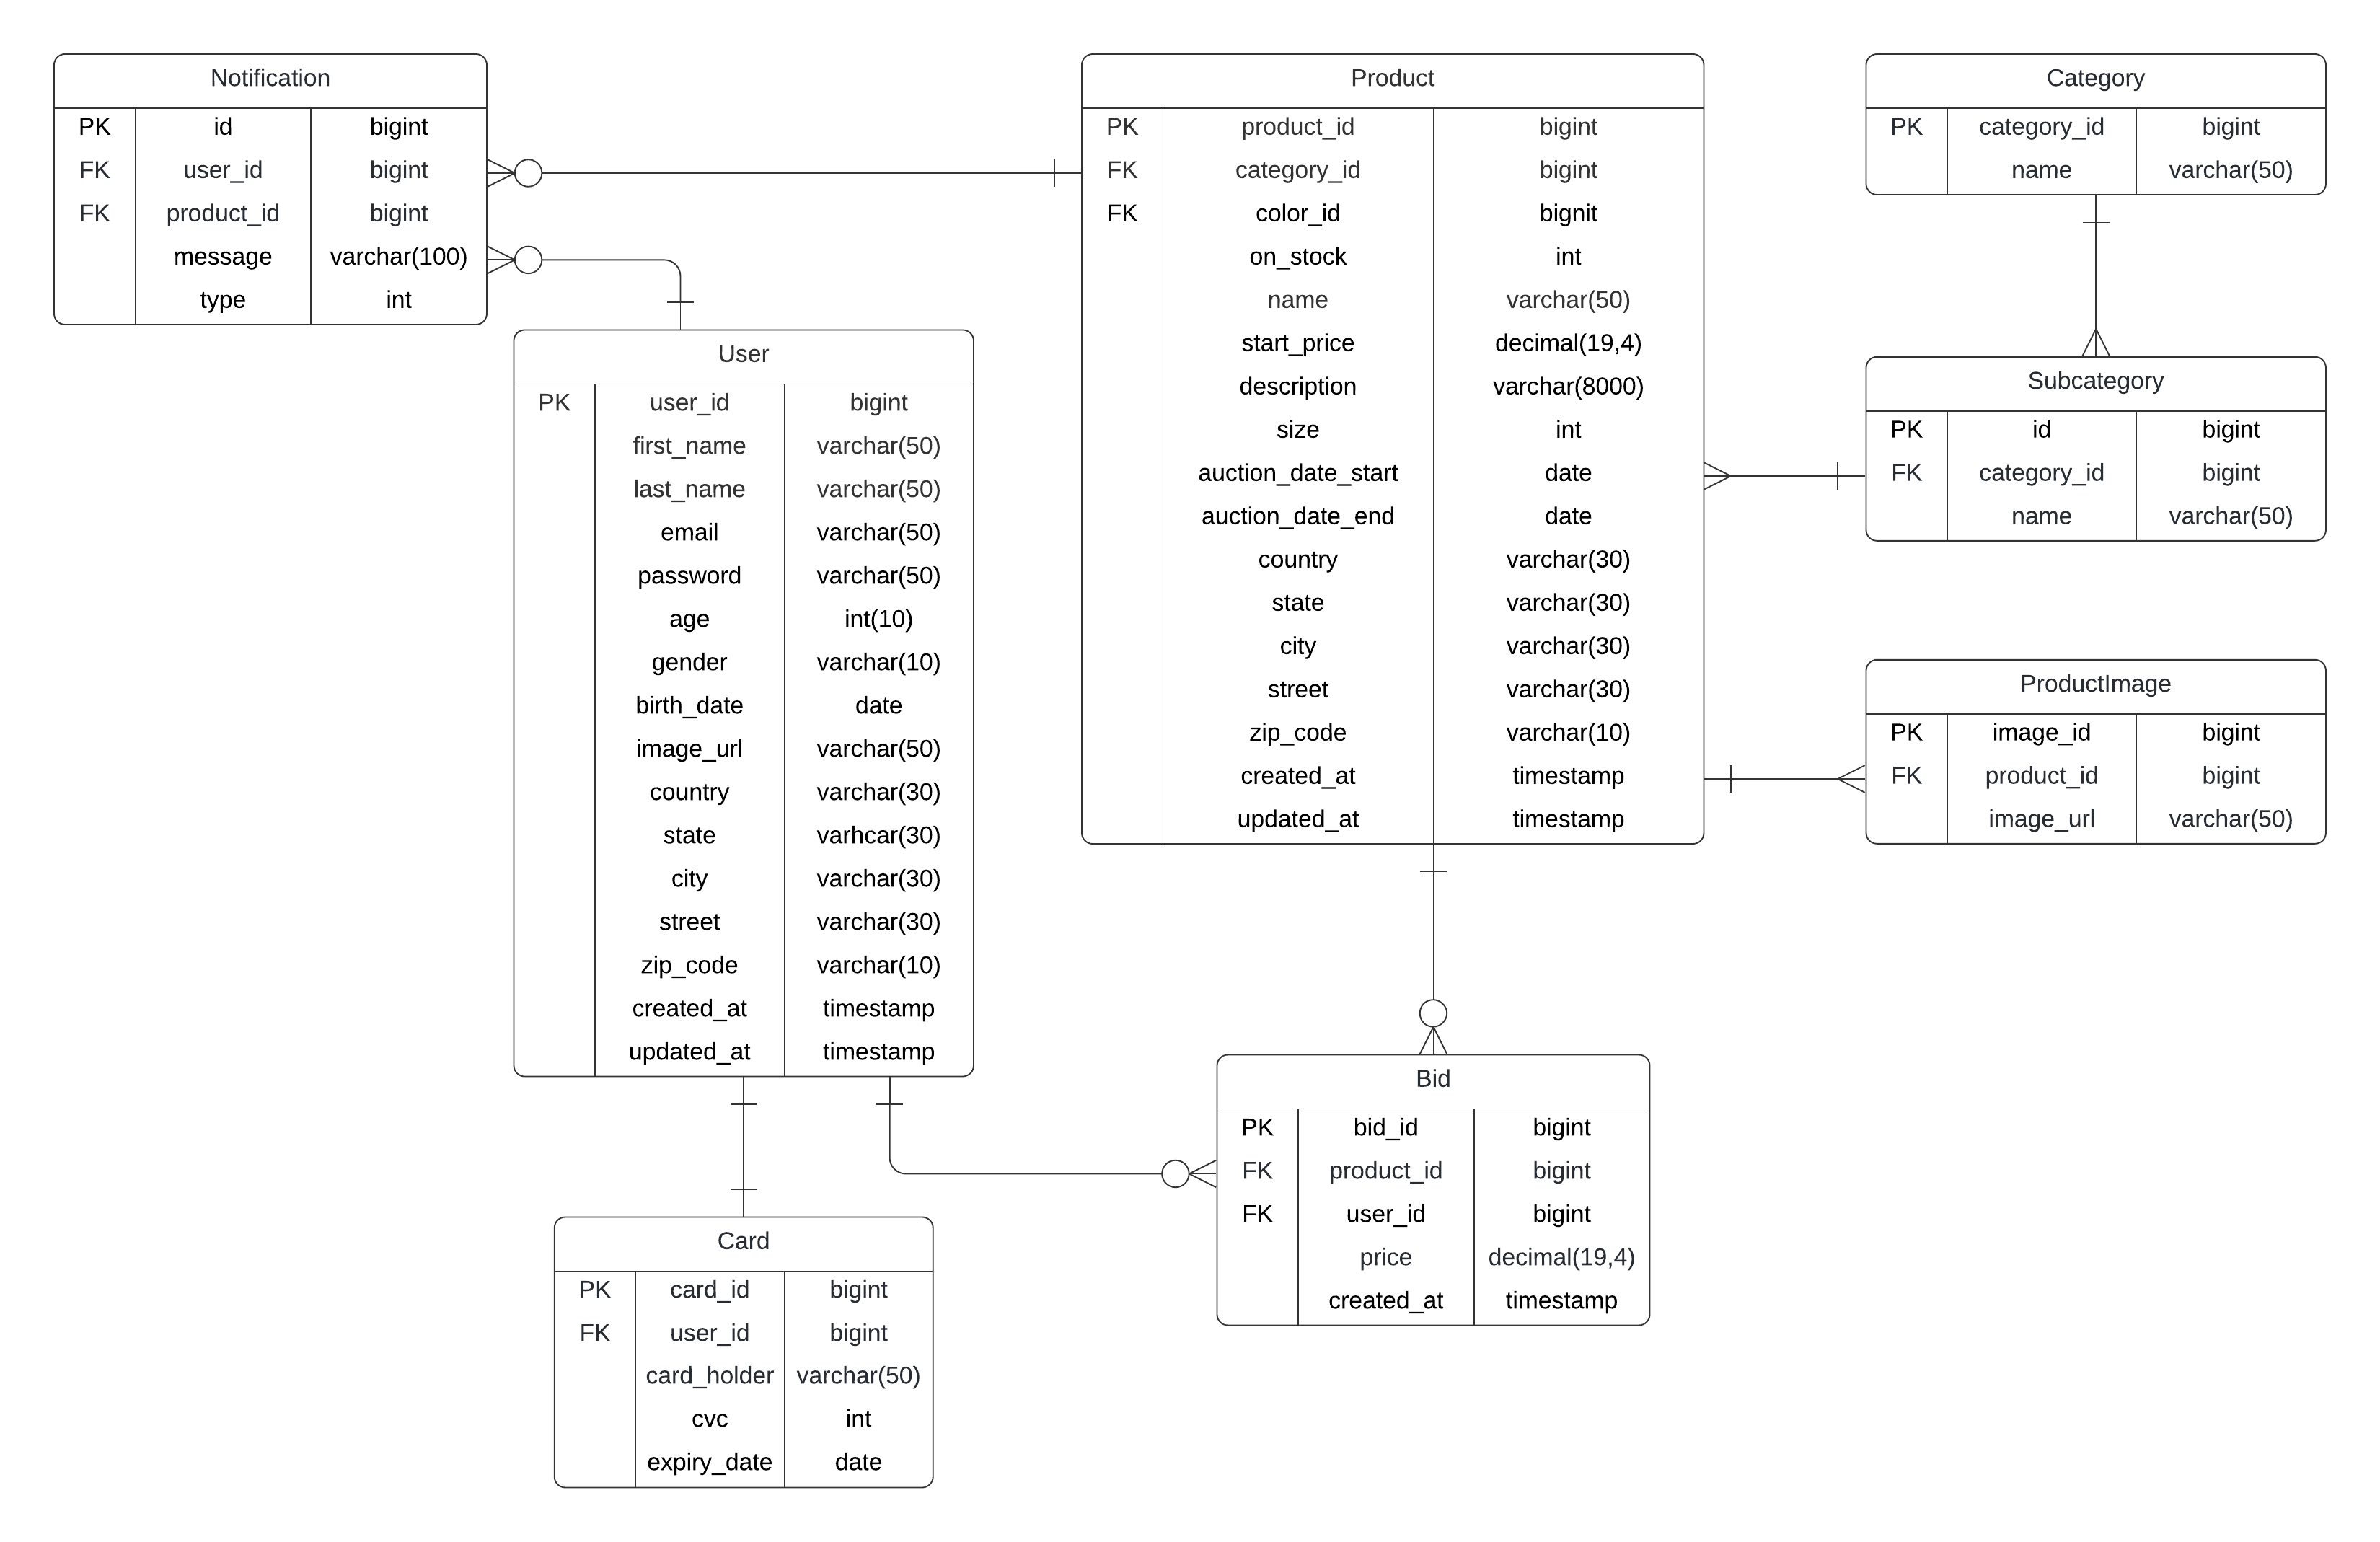 Notification
PK id bigint
FK user_id bigint
FK product_id bigint
message varchar(100)
type int
Product
PK product_id bigint
FK category_id bigint
FK color_id bignit
on_stock int
name varchar(50)
start_price decimal(19,4)
description varchar(8000)
size int
auction_date_start date
auction_date_end date
country varchar(30)
state varchar(30)
city varchar(30)
street varchar(30)
zip_code varchar(10)
created_at timestamp
updated_at timestamp
Category
PK category_id bigint
name varchar(50)
User
PK user_id bigint
first_name varchar(50)
last_name varchar(50)
email varchar(50)
password varchar(50)
age int(10)
gender varchar(10)
birth_date date
image_url varchar(50)
country varchar(30)
state varhcar(30)
city varchar(30)
street varchar(30)
zip_code varchar(10)
created_at timestamp
updated_at timestamp
Subcategory
PK id bigint
FK category_id bigint
name varchar(50)
ProductImage
PK image_id bigint
FK product_id bigint
image_url varchar(50)
Bid
PK bid_id bigint
FK product_id bigint
FK user_id bigint
price decimal(19,4)
created_at timestamp
Card
PK card_id bigint
FK user_id bigint
card_holder varchar(50)
cvc int
expiry_date date